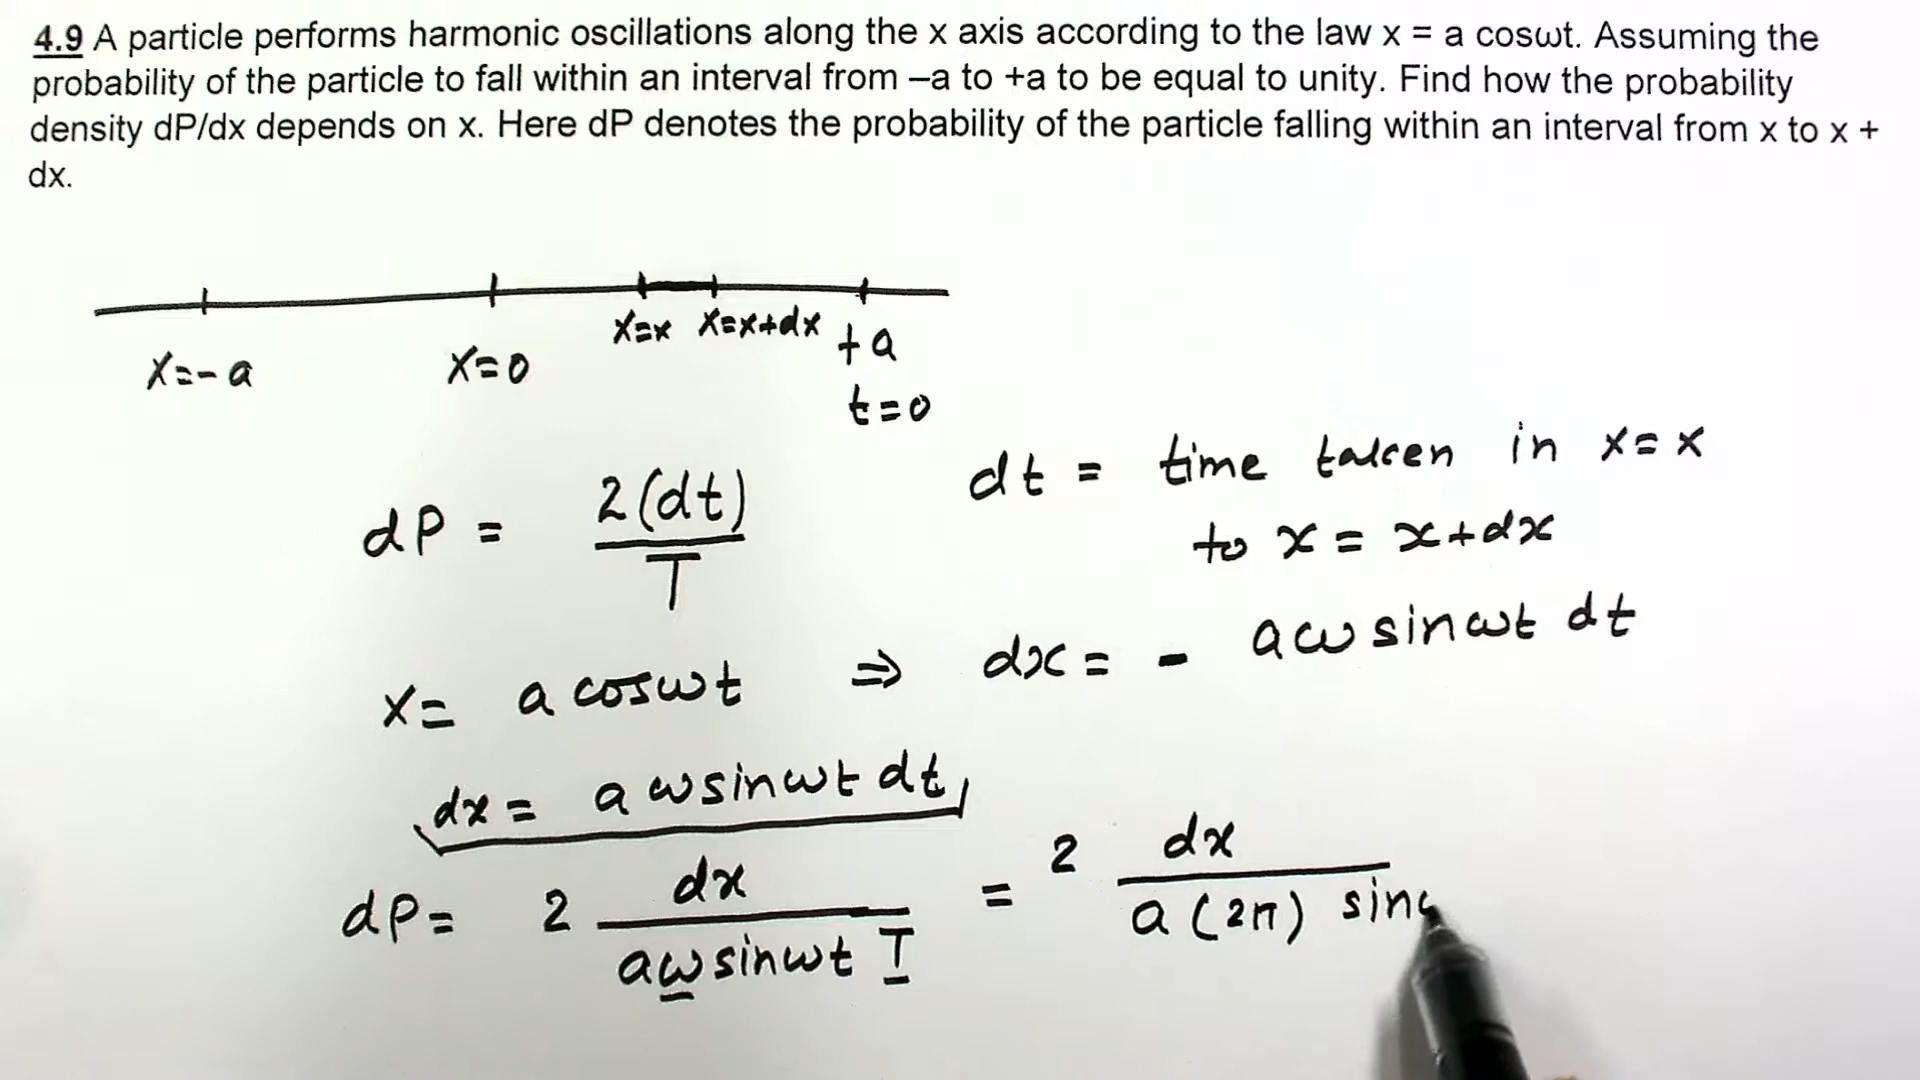 4.9 A particle performs harmonic oscillations along the x axis according to the law x = a cosωt. Assuming the
probability of the particle to fall within an interval from –a to +a to be equal to unity. Find how the probability
density dP/dx depends on x. Here dP denotes the probability of the particle falling within an interval from x to x +
dx.
x=-a x=0 x=x x=x+dx +a
t=0
dP = 2(dt)/T
dt = time taken in x=x
to x = x+dx
x= a cosωt ⇒ dx = - aω sinωt dt
dx = a ω sinωt dt
dP= 2 dx/(aω sinωt T) = 2 dx/(a (2π) sin